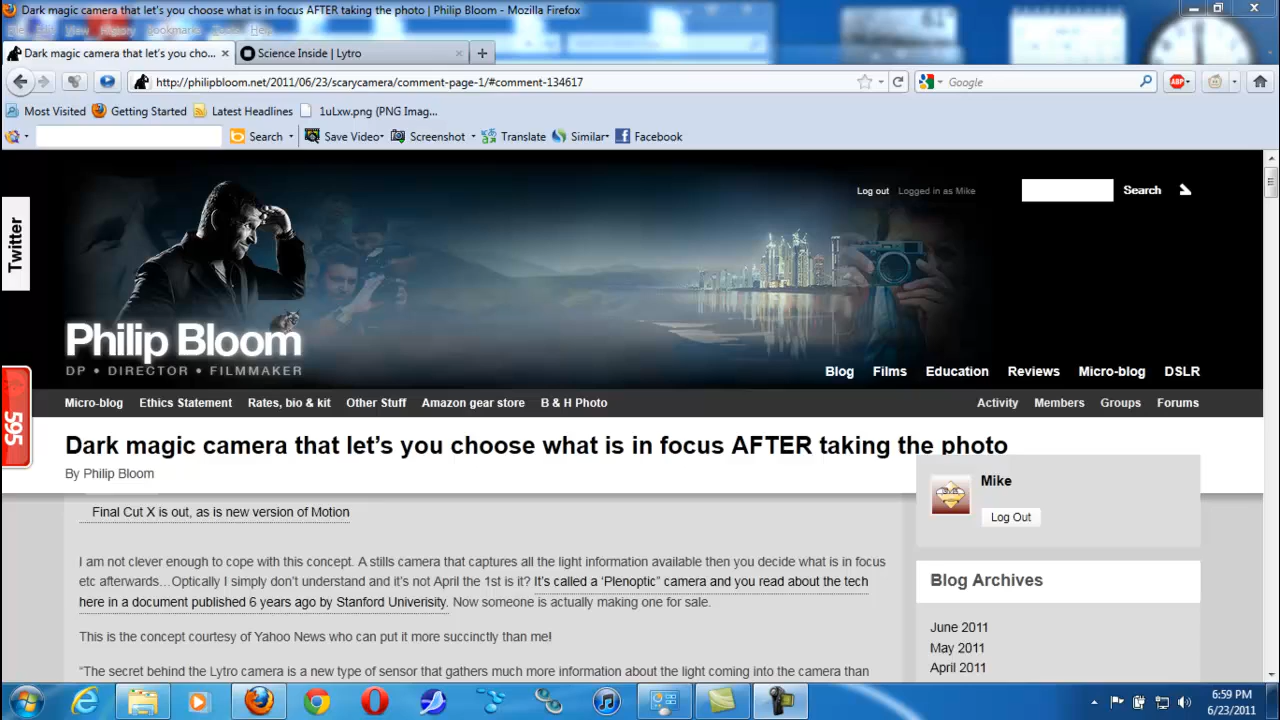 Dark magic camera that let's you choose what is in focus AFTER taking the photo | Philip Bloom - Mozilla Firefox
File Edit View History Bookmarks Tools Help
Dark magic camera that let's you cho...
Science Inside | Lytro
http://philipbloom.net/2011/06/23/scarycamera/comment-page-1/#comment-134617
Google
ABP
Most Visited Getting Started Latest Headlines 1uLxw.png (PNG Imag...
Search Save Video Screenshot Translate Similar Facebook
Log out Logged in as Mike
Search
Twitter
Philip Bloom
DP • DIRECTOR • FILMMAKER
Blog Films Education Reviews Micro-blog DSLR
595
Micro-blog Ethics Statement Rates, bio & kit Other Stuff Amazon gear store B & H Photo
Activity Members Groups Forums
Dark magic camera that let's you choose what is in focus AFTER taking the photo
By Philip Bloom
Mike
Log Out
Final Cut X is out, as is new version of Motion
I am not clever enough to cope with this concept. A stills camera that captures all the light information available then you decide what is in focus
etc afterwards…Optically I simply don't understand and it's not April the 1st is it? It's called a 'Plenoptic" camera and you read about the tech
here in a document published 6 years ago by Stanford Univerisity. Now someone is actually making one for sale.
This is the concept courtesy of Yahoo News who can put it more succinctly than me!
"The secret behind the Lytro camera is a new type of sensor that gathers much more information about the light coming into the camera than
Blog Archives
June 2011
May 2011
April 2011
6:59 PM
6/23/2011